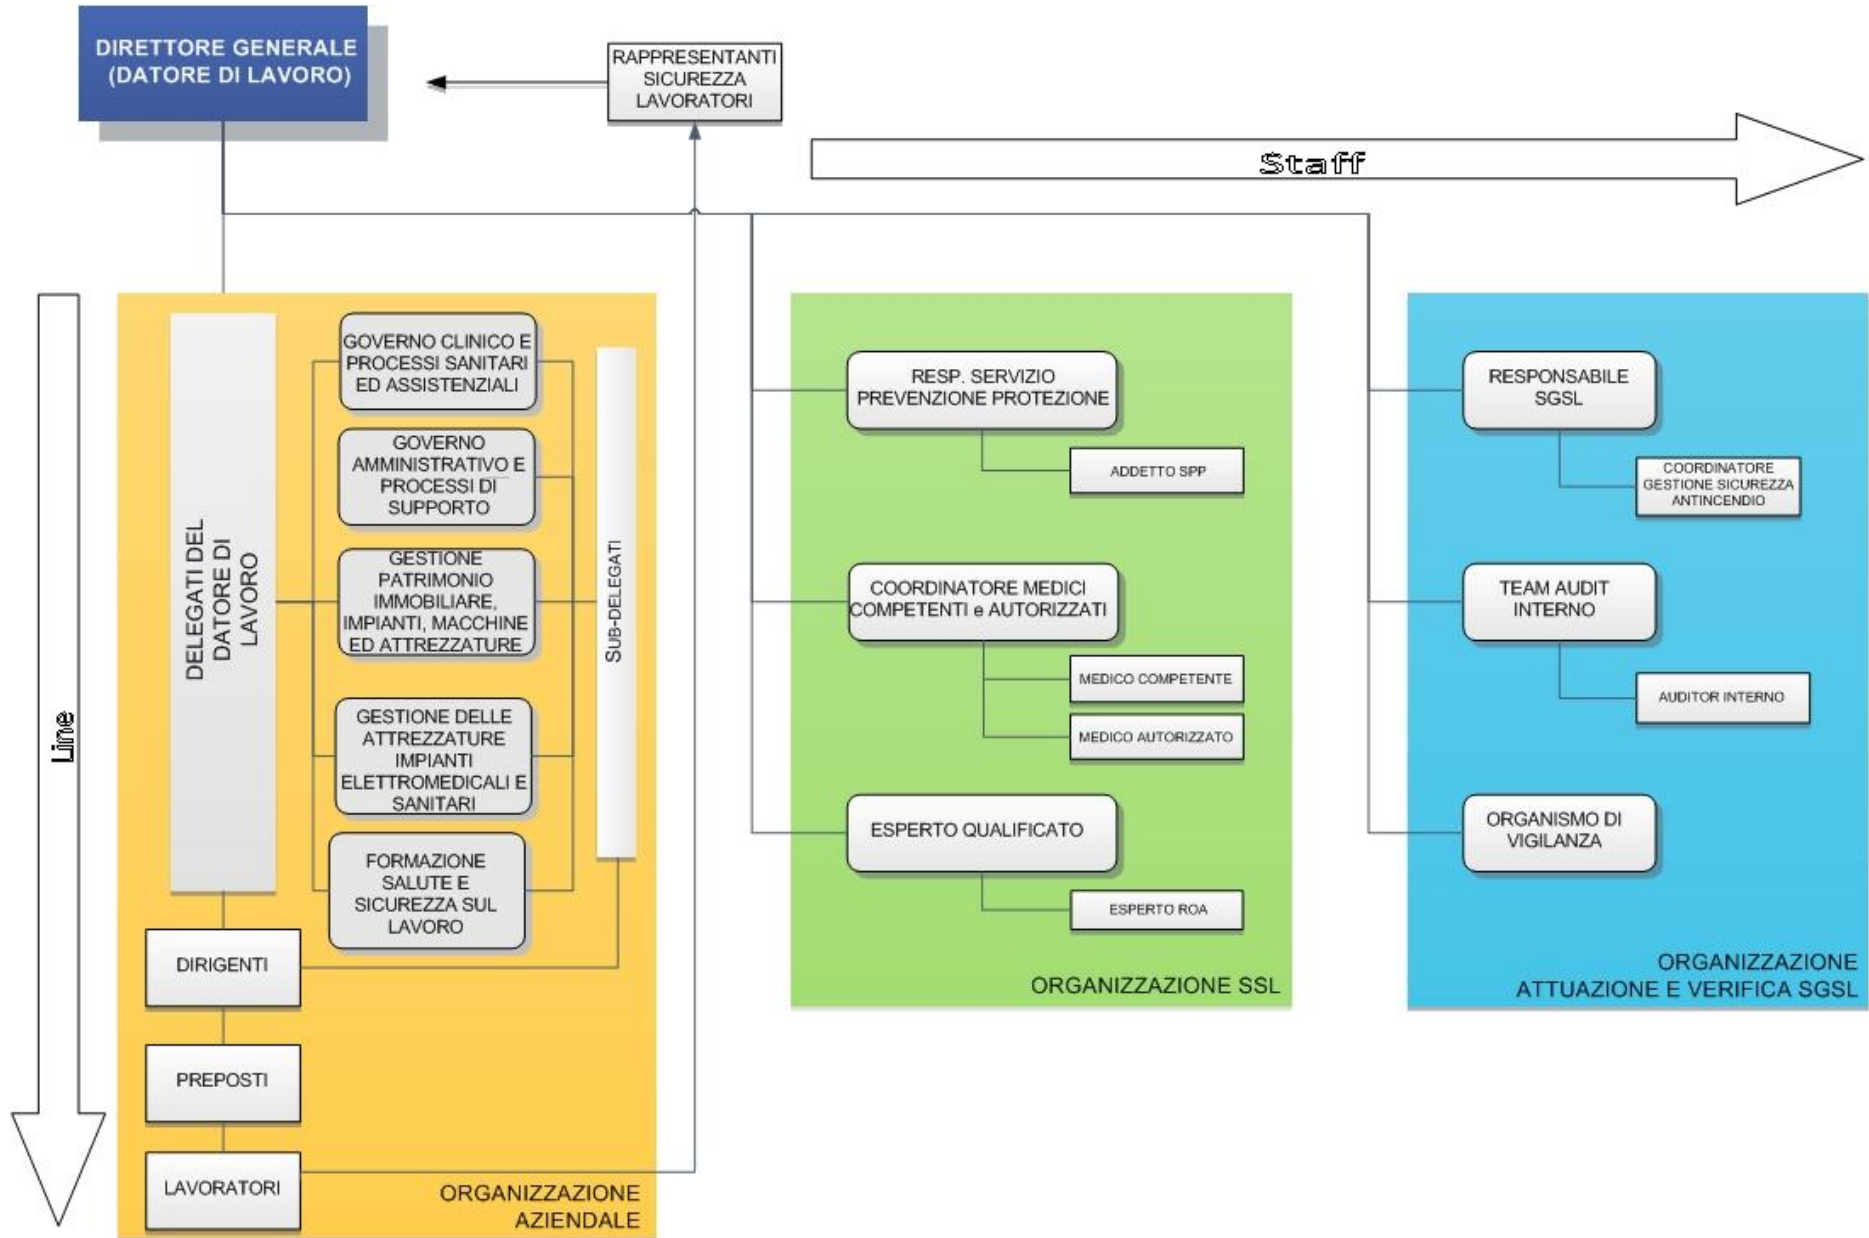 DIRETTORE GENERALE
(DATORE DI LAVORO)
RAPPRESENTANTI
SICUREZZA
LAVORATORI
Staff
Line
DELEGATI DEL
DATORE DI
LAVORO
GOVERNO CLINICO E
PROCESSI SANITARI
ED ASSISTENZIALI
GOVERNO
AMMINISTRATIVO E
PROCESSI DI
SUPPORTO
GESTIONE
PATRIMONIO
IMMOBILIARE,
IMPIANTI, MACCHINE
ED ATTREZZATURE
GESTIONE DELLE
ATTREZZATURE
IMPIANTI
ELETTROMEDICALI E
SANITARI
FORMAZIONE
SALUTE E
SICUREZZA SUL
LAVORO
SUB-DELEGATI
DIRIGENTI
PREPOSTI
LAVORATORI
ORGANIZZAZIONE
AZIENDALE
RESP. SERVIZIO
PREVENZIONE PROTEZIONE
ADDETTO SPP
COORDINATORE MEDICI
COMPETENTI e AUTORIZZATI
MEDICO COMPETENTE
MEDICO AUTORIZZATO
ESPERTO QUALIFICATO
ESPERTO ROA
ORGANIZZAZIONE SSL
RESPONSABILE
SGSL
COORDINATORE
GESTIONE SICUREZZA
ANTINCENDIO
TEAM AUDIT
INTERNO
AUDITOR INTERNO
ORGANISMO DI
VIGILANZA
ORGANIZZAZIONE
ATTUAZIONE E VERIFICA SGSL